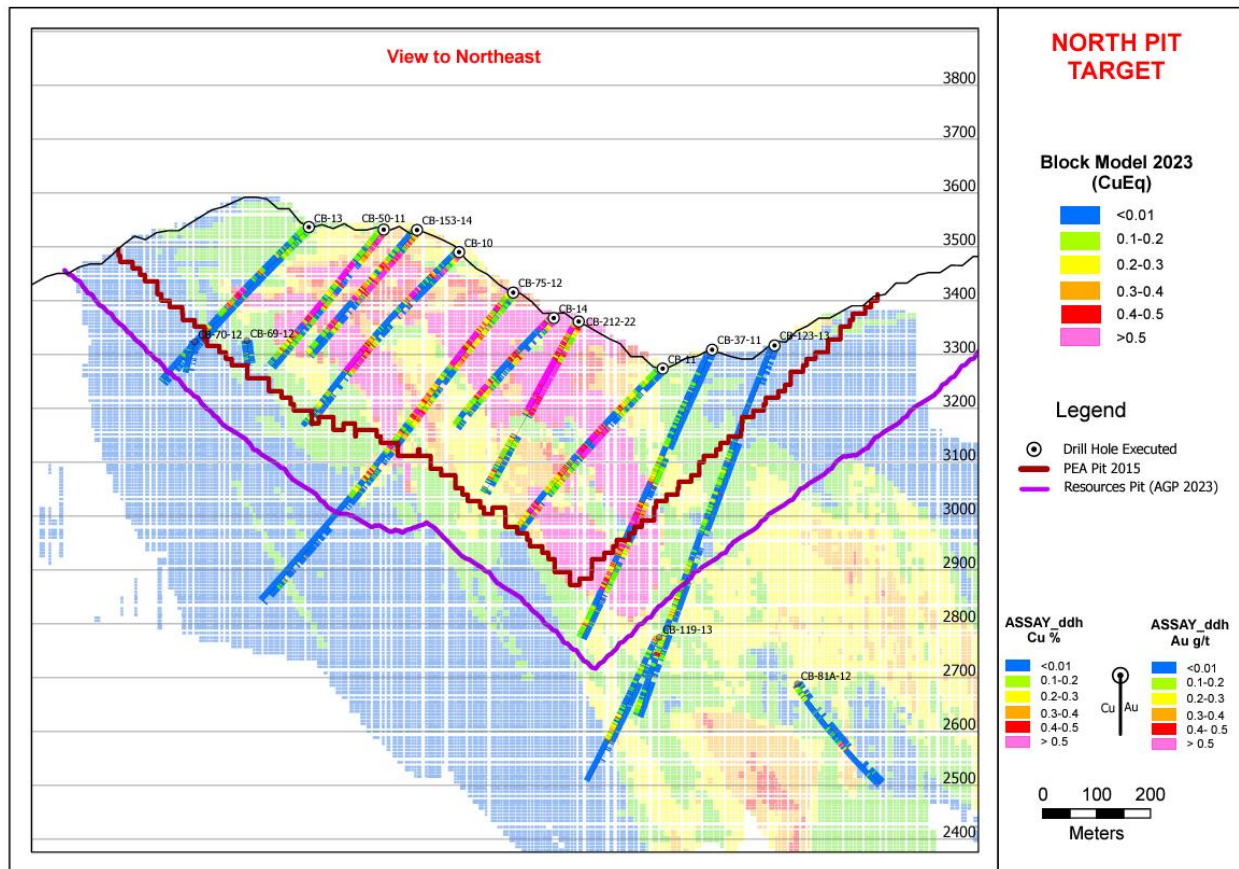 View to Northeast
3800
3700
3600
3500
3400
3300
3200
3100
3000
2900
2800
2700
2600
2500
2400
CB-13
CB-50-11
CB-153-14
CB-10
CB-75-12
CB-14
CB-212-22
CB-11
CB-37-11
CB-123-13
CB-70-12
CB-69-12
CB-119-13
CB-81A-12
NORTH PIT
TARGET
Block Model 2023
(CuEq)
<0.01
0.1-0.2
0.2-0.3
0.3-0.4
0.4-0.5
>0.5
Legend
Drill Hole Executed
PEA Pit 2015
Resources Pit (AGP 2023)
ASSAY_ddh
Cu %
<0.01
0.1-0.2
0.2-0.3
0.3-0.4
0.4-0.5
> 0.5
Cu Au
ASSAY_ddh
Au g/t
<0.01
0.1-0.2
0.2-0.3
0.3-0.4
0.4- 0.5
> 0.5
0 100 200
Meters